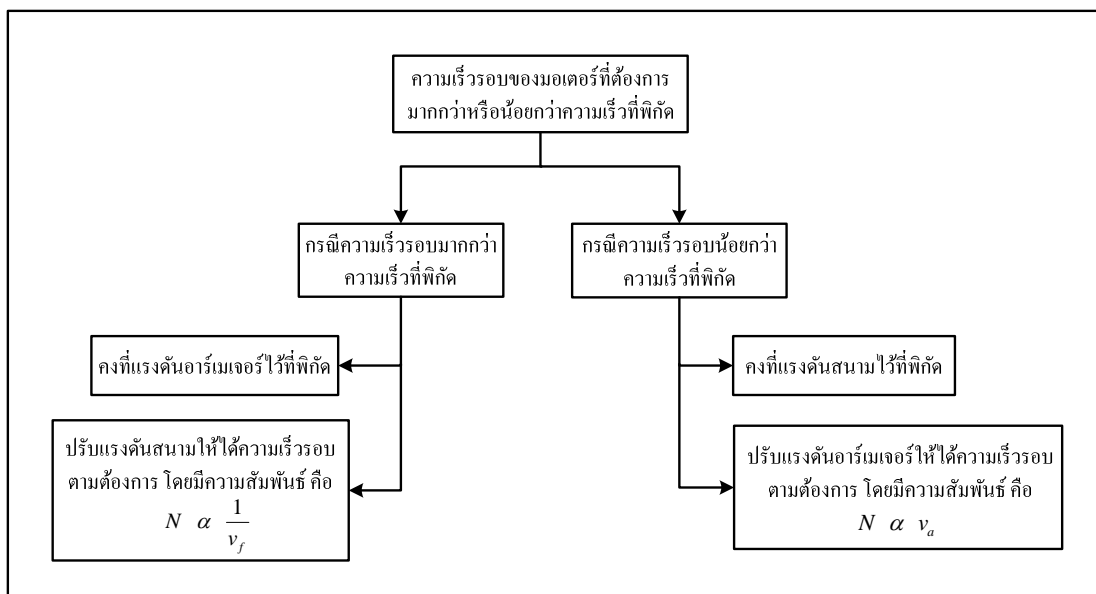 ความเร็วรอบของมอเตอร์ที่ต้องการ
มากกว่าหรือน้อยกว่าความเร็วที่พิกัด
กรณีความเร็วรอบมากกว่า
ความเร็วที่พิกัด
กรณีความเร็วรอบน้อยกว่า
ความเร็วที่พิกัด
คงที่แรงดันอาร์เมเจอร์ไว้ที่พิกัด
คงที่แรงดันสนามไว้ที่พิกัด
ปรับแรงดันสนามให้ได้ความเร็วรอบ
ตามต้องการ โดยมีความสัมพันธ์ คือ
N α 1/v_f
ปรับแรงดันอาร์เมเจอร์ให้ได้ความเร็วรอบ
ตามต้องการ โดยมีความสัมพันธ์ คือ
N α v_a